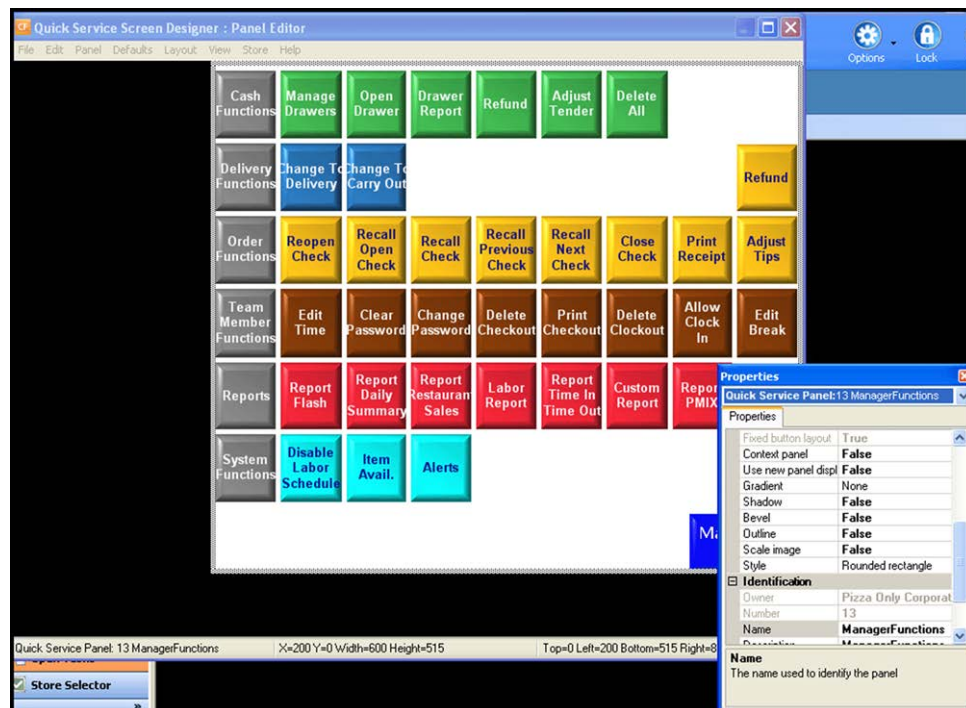 Quick Service Screen Designer : Panel Editor
File Edit Panel Defaults Layout View Store Help
Options
Lock
Cash Functions
Manage Drawers
Open Drawer
Drawer Report
Refund
Adjust Tender
Delete All
Delivery Functions
Change To Delivery
Change To Carry Out
Refund
Order Functions
Reopen Check
Recall Open Check
Recall Check
Recall Previous Check
Recall Next Check
Close Check
Print Receipt
Adjust Tips
Team Member Functions
Edit Time
Clear Password
Change Password
Delete Checkout
Print Checkout
Delete Clockout
Allow Clock In
Edit Break
Reports
Report Flash
Report Daily Summary
Report Restauran Sales
Labor Report
Report Time In Time Out
Custom Report
Repor PMIX
System Functions
Disable Labor Schedule
Item Avail.
Alerts
Properties
Quick Service Panel:13 ManagerFunctions
Properties
Fixed button layout True
Context panel False
Use new panel displ False
Gradient None
Shadow False
Bevel False
Outline False
Scale image False
Style Rounded rectangle
Identification
Owner Pizza Only Corporat
Number 13
Name ManagerFunctions
Name
The name used to identify the panel
Quick Service Panel: 13 ManagerFunctions
X=200 Y=0 Width=600 Height=515
Top=0 Left=200 Bottom=515 Right=8
Store Selector